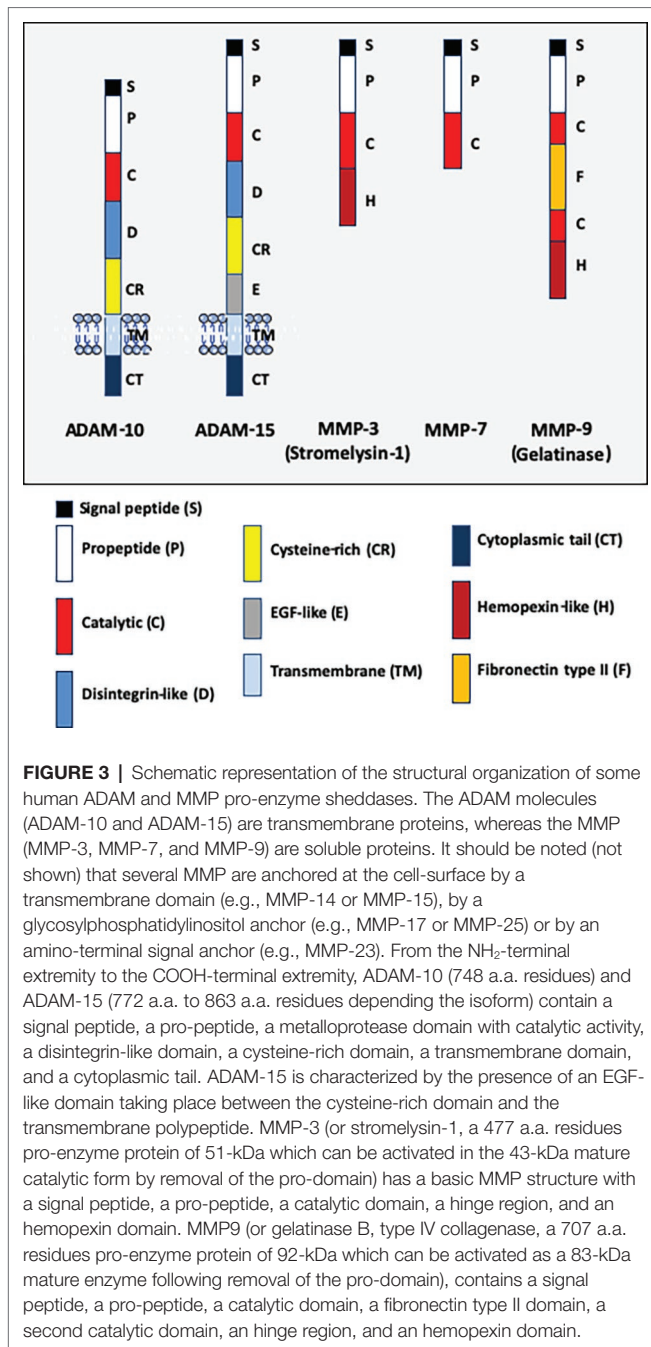 S
P
C
D
CR
TM
CT
ADAM-10
S
P
C
D
CR
E
TM
CT
ADAM-15
S
P
C
H
MMP-3
(Stromelysin-1)
S
P
C
MMP-7
S
P
C
F
C
H
MMP-9
(Gelatinase)
Signal peptide (S)
Propeptide (P)
Catalytic (C)
Disintegrin-like (D)
Cysteine-rich (CR)
EGF-like (E)
Transmembrane (TM)
Cytoplasmic tail (CT)
Hemopexin-like (H)
Fibronectin type II (F)
FIGURE 3 | Schematic representation of the structural organization of some
human ADAM and MMP pro-enzyme sheddases. The ADAM molecules
(ADAM-10 and ADAM-15) are transmembrane proteins, whereas the MMP
(MMP-3, MMP-7, and MMP-9) are soluble proteins. It should be noted (not
shown) that several MMP are anchored at the cell-surface by a
transmembrane domain (e.g., MMP-14 or MMP-15), by a
glycosylphosphatidylinositol anchor (e.g., MMP-17 or MMP-25) or by an
amino-terminal signal anchor (e.g., MMP-23). From the NH₂-terminal
extremity to the COOH-terminal extremity, ADAM-10 (748 a.a. residues) and
ADAM-15 (772 a.a. to 863 a.a. residues depending the isoform) contain a
signal peptide, a pro-peptide, a metalloprotease domain with catalytic activity,
a disintegrin-like domain, a cysteine-rich domain, a transmembrane domain,
and a cytoplasmic tail. ADAM-15 is characterized by the presence of an EGF-
like domain taking place between the cysteine-rich domain and the
transmembrane polypeptide. MMP-3 (or stromelysin-1, a 477 a.a. residues
pro-enzyme protein of 51-kDa which can be activated in the 43-kDa mature
catalytic form by removal of the pro-domain) has a basic MMP structure with
a signal peptide, a pro-peptide, a catalytic domain, a hinge region, and an
hemopexin domain. MMP9 (or gelatinase B, type IV collagenase, a 707 a.a.
residues pro-enzyme protein of 92-kDa which can be activated as a 83-kDa
mature enzyme following removal of the pro-domain), contains a signal
peptide, a pro-peptide, a catalytic domain, a fibronectin type II domain, a
second catalytic domain, an hinge region, and an hemopexin domain.